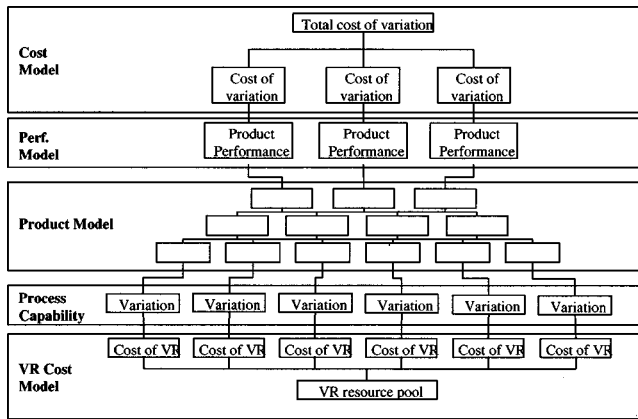 Total cost of variation
Cost
Model
Cost of
variation
Cost of
variation
Cost of
variation
Perf.
Model
Product
Performance
Product
Performance
Product
Performance
Product Model
Process
Capability
Variation
Variation
Variation
Variation
Variation
Variation
VR Cost
Model
Cost of VR
Cost of VR
Cost of VR
Cost of VR
Cost of VR
Cost of VR
VR resource pool